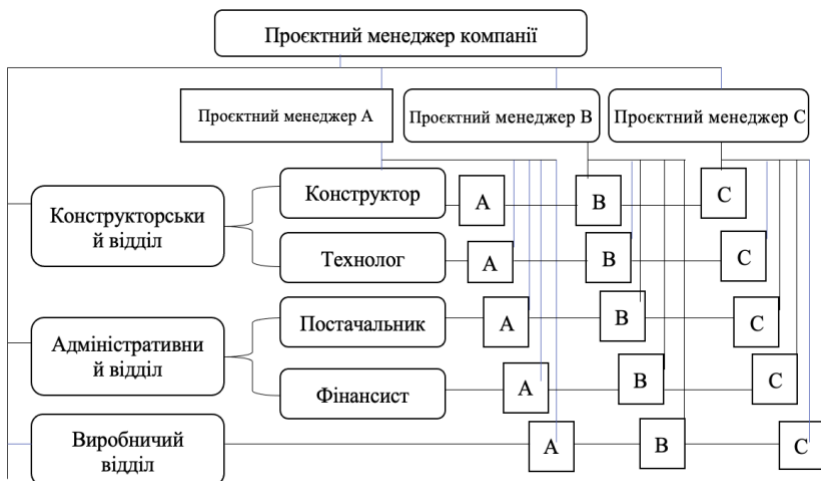 Проєктний менеджер компанії
Проєктний менеджер А
Проєктний менеджер В
Проєктний менеджер С
Конструкторськи
й відділ
Конструктор
А
В
С
Технолог
А
В
С
Адміністративни
й відділ
Постачальник
А
В
С
Фінансист
А
В
С
Виробничий
відділ
А
В
С